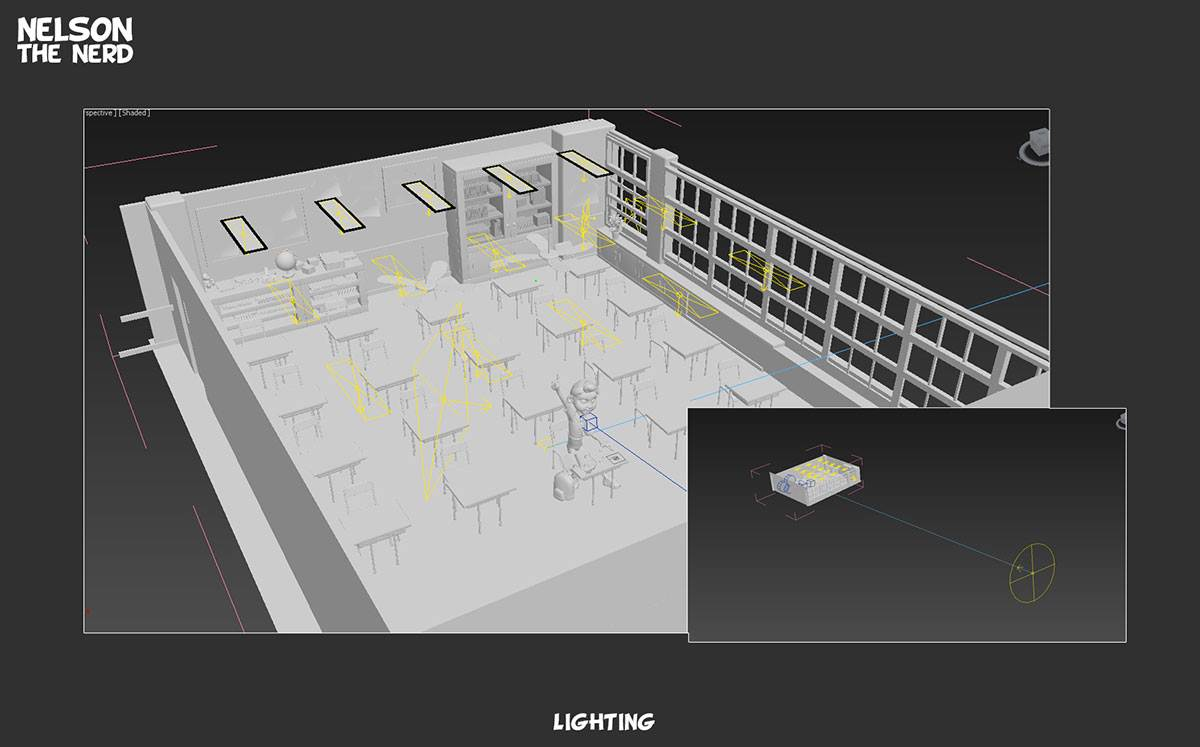 NELSON
THE NERD
spective ] [Shaded ]
LIGHTING